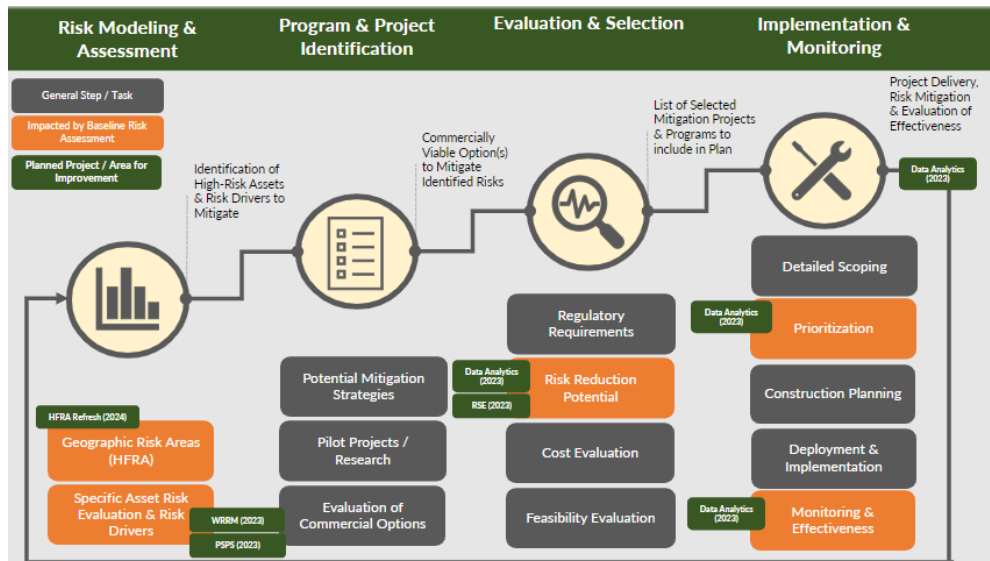 Risk Modeling &
Assessment
Program & Project
Identification
Evaluation & Selection
Implementation &
Monitoring
General Step / Task
Impacted by Baseline Risk
Assessment
Planned Project / Area for
Improvement
Identification of
High-Risk Assets
& Risk Drivers to
Mitigate
Commercially
Viable Option(s)
to Mitigate
Identified Risks
List of Selected
Mitigation Projects
& Programs to
include in Plan
Project Delivery,
Risk Mitigation
& Evaluation of
Effectiveness
Data Analytics
(2023)
HFRA Refresh (2024)
Geographic Risk Areas
(HFRA)
Specific Asset Risk
Evaluation & Risk
Drivers
WRRM (2023)
PSPS (2023)
Potential Mitigation
Strategies
Pilot Projects /
Research
Evaluation of
Commercial Options
Regulatory
Requirements
Data Analytics
(2023)
RSE (2023)
Risk Reduction
Potential
Cost Evaluation
Feasibility Evaluation
Detailed Scoping
Data Analytics
(2023)
Prioritization
Construction Planning
Deployment &
Implementation
Data Analytics
(2023)
Monitoring &
Effectiveness